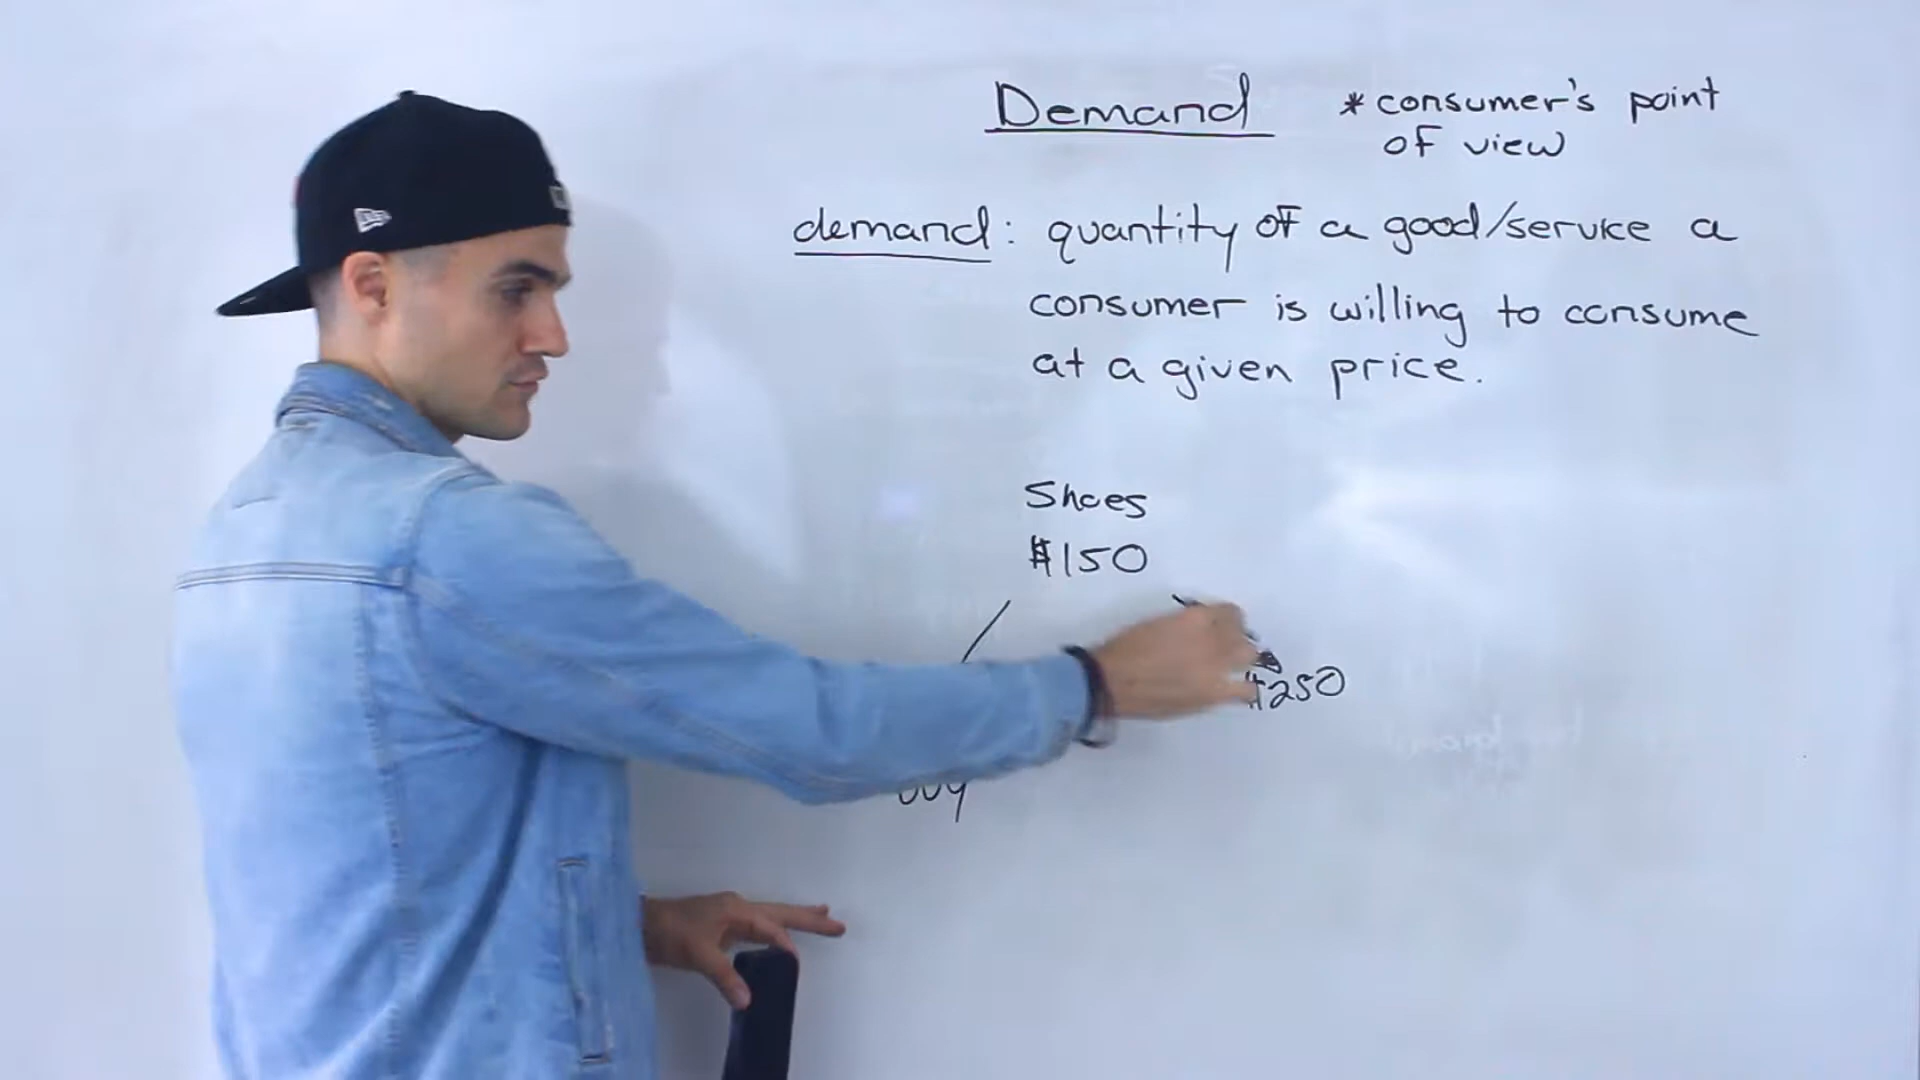 Demand
* consumer's point
of view
demand: quantity of a good/service a
consumer is willing to consume
at a given price.
Shoes
$150
$250